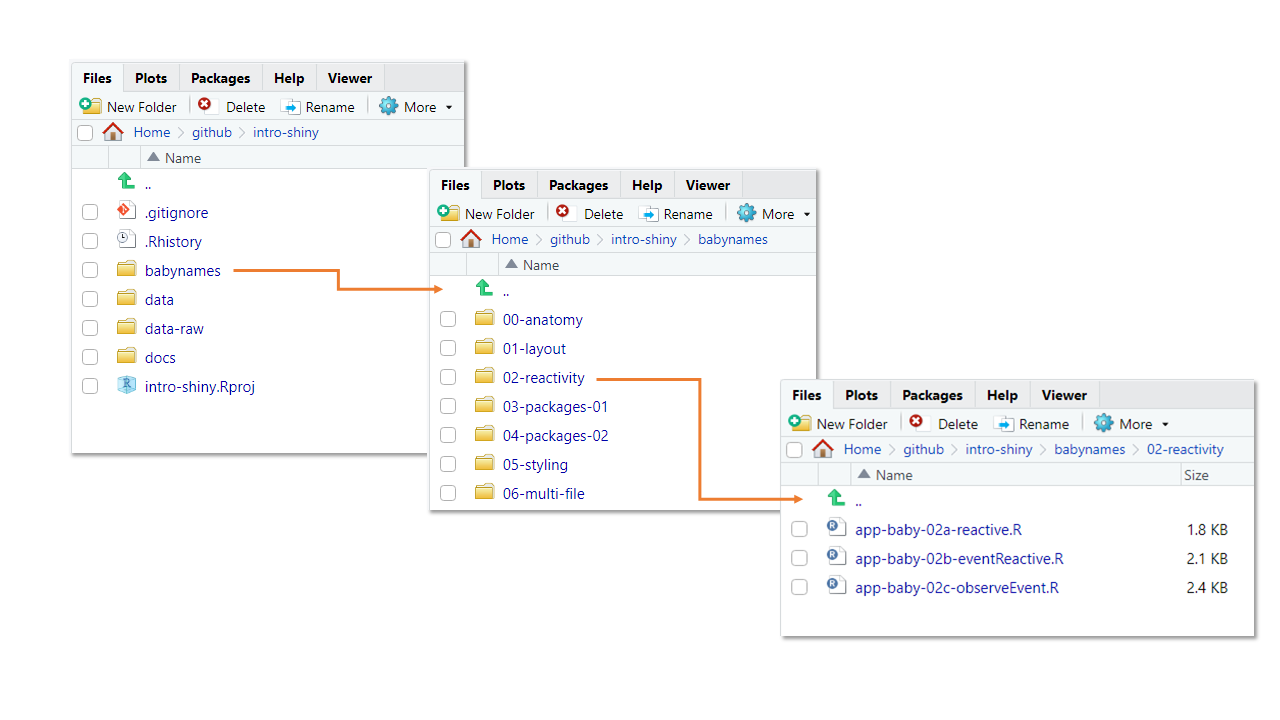 Files Plots Packages Help Viewer
New Folder Delete Rename More
Home github intro-shiny
Name
..
.gitignore
.Rhistory
babynames
data
data-raw
docs
intro-shiny.Rproj
Files Plots Packages Help Viewer
New Folder Delete Rename More
Home github intro-shiny babynames
Name
..
00-anatomy
01-layout
02-reactivity
03-packages-01
04-packages-02
05-styling
06-multi-file
Files Plots Packages Help Viewer
New Folder Delete Rename More
Home github intro-shiny babynames 02-reactivity
Name Size
..
app-baby-02a-reactive.R 1.8 KB
app-baby-02b-eventReactive.R 2.1 KB
app-baby-02c-observeEvent.R 2.4 KB